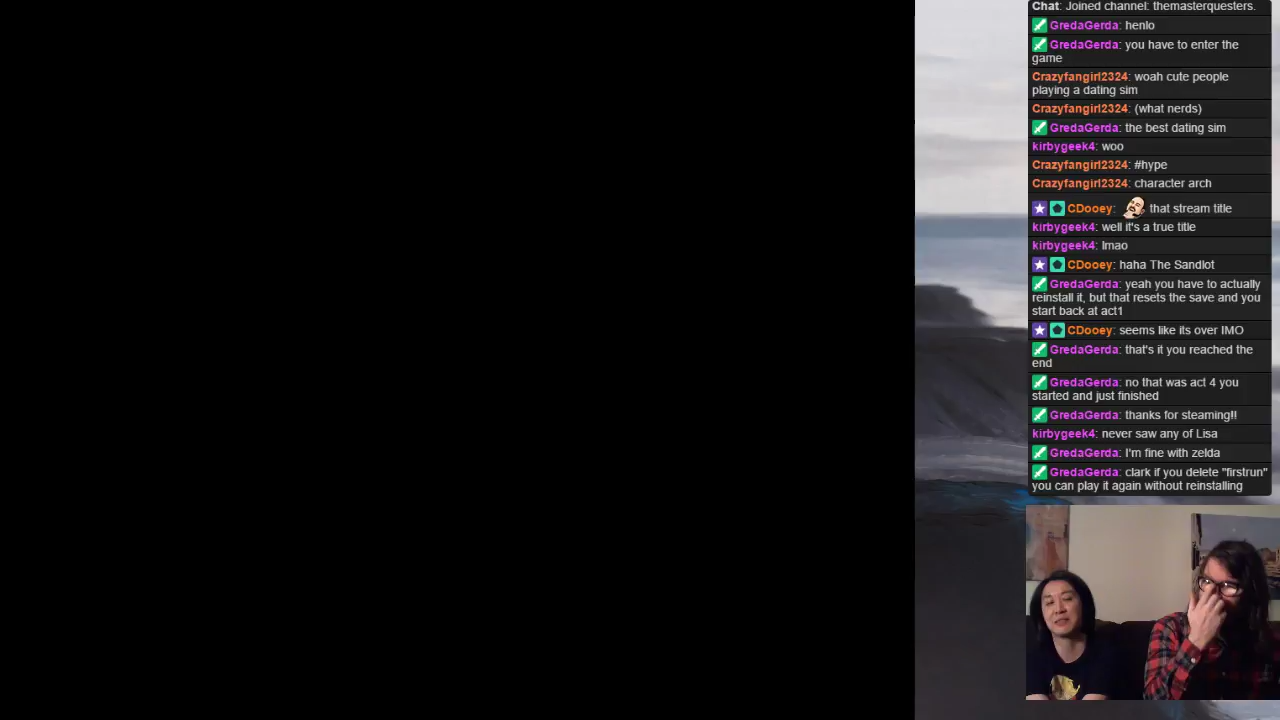 Chat: Joined channel: themasterquesters.
GredaGerda: henlo
GredaGerda: you have to enter the
game
Crazyfangirl2324: woah cute people
playing a dating sim
Crazyfangirl2324: (what nerds)
GredaGerda: the best dating sim
kirbygeek4: woo
Crazyfangirl2324: #hype
Crazyfangirl2324: character arch
CDooey: that stream title
kirbygeek4: well it's a true title
kirbygeek4: lmao
CDooey: haha The Sandlot
GredaGerda: yeah you have to actually
reinstall it, but that resets the save and you
start back at act1
CDooey: seems like its over IMO
GredaGerda: that's it you reached the
end
GredaGerda: no that was act 4 you
started and just finished
GredaGerda: thanks for steaming!!
kirbygeek4: never saw any of Lisa
GredaGerda: I'm fine with zelda
GredaGerda: clark if you delete "firstrun"
you can play it again without reinstalling